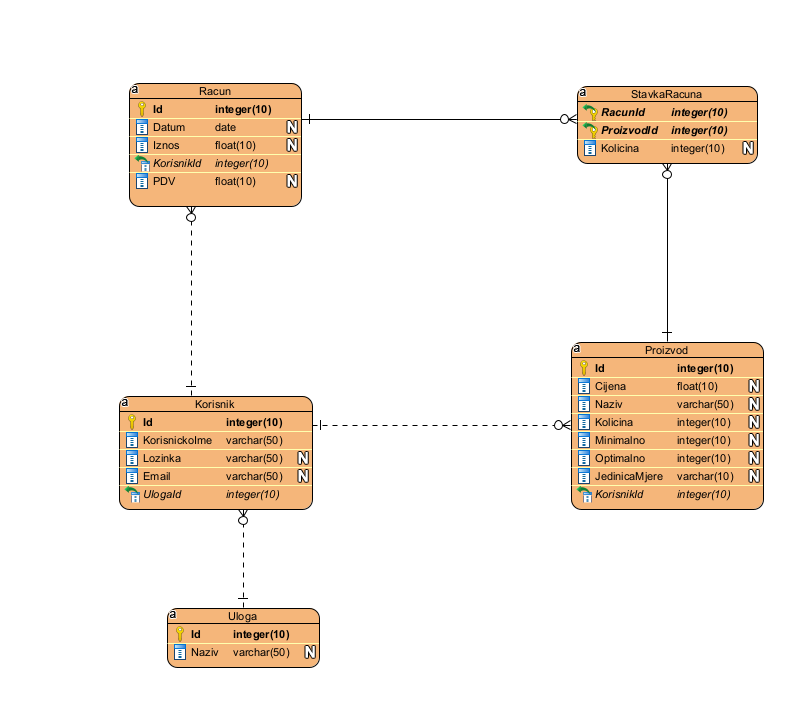 a
Racun
Id integer(10)
Datum date N
Iznos float(10) N
KorisnikId integer(10)
PDV float(10) N
a
StavkaRacuna
RacunId integer(10)
ProizvodId integer(10)
Kolicina integer(10) N
a
Korisnik
Id integer(10)
KorisnickoIme varchar(50)
Lozinka varchar(50) N
Email varchar(50) N
UlogaId integer(10)
a
Proizvod
Id integer(10)
Cijena float(10) N
Naziv varchar(50) N
Kolicina integer(10) N
Minimalno integer(10) N
Optimalno integer(10) N
JedinicaMjere varchar(10) N
KorisnikId integer(10)
a
Uloga
Id integer(10)
Naziv varchar(50) N